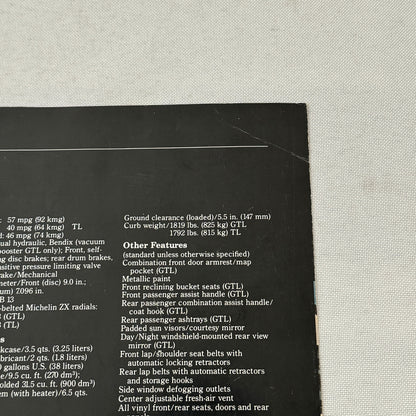 57 mpg (92 kmg)
40 mpg (64 kmg) TL
46 mpg (74 kmg)
ual hydraulic, Bendix (vacuum
ooster GTL only); Front, self-
ng disc brakes; rear drum brakes,
sitive pressure limiting valve
rake/Mechanical
meter/Front (disc) 9.0 in.;
um) 7.096 in.
B 13
-belted Michelin ZX radials:
(GTL)
(TL)
s
kcase/3.5 qts. (3.25 liters)
bricant/2 qts. (1.8 liters)
0 gallons U.S. (38 liters)
e/9.5 cu. ft. (270 dm³);
olded 31.5 cu. ft. (900 dm³)
em (with heater)/6.5 qts.
Ground clearance (loaded)/5.5 in. (147 mm)
Curb weight/1819 lbs. (825 kg) GTL
1792 lbs. (815 kg) TL
Other Features
(standard unless otherwise specified)
Combination front door armrest/map
pocket (GTL)
Metallic paint
Front reclining bucket seats (GTL)
Front passenger assist handle (GTL)
Rear passenger combination assist handle/
coat hook (GTL)
Rear passenger ashtrays (GTL)
Padded sun visors/courtesy mirror
Day/Night windshield-mounted rear view
mirror (GTL)
Front lap/shoulder seat belts with
automatic locking retractors
Rear lap belts with automatic retractors
and storage hooks
Side window defogging outlets
Center adjustable fresh-air vent
All vinyl front/rear seats, doors and rear